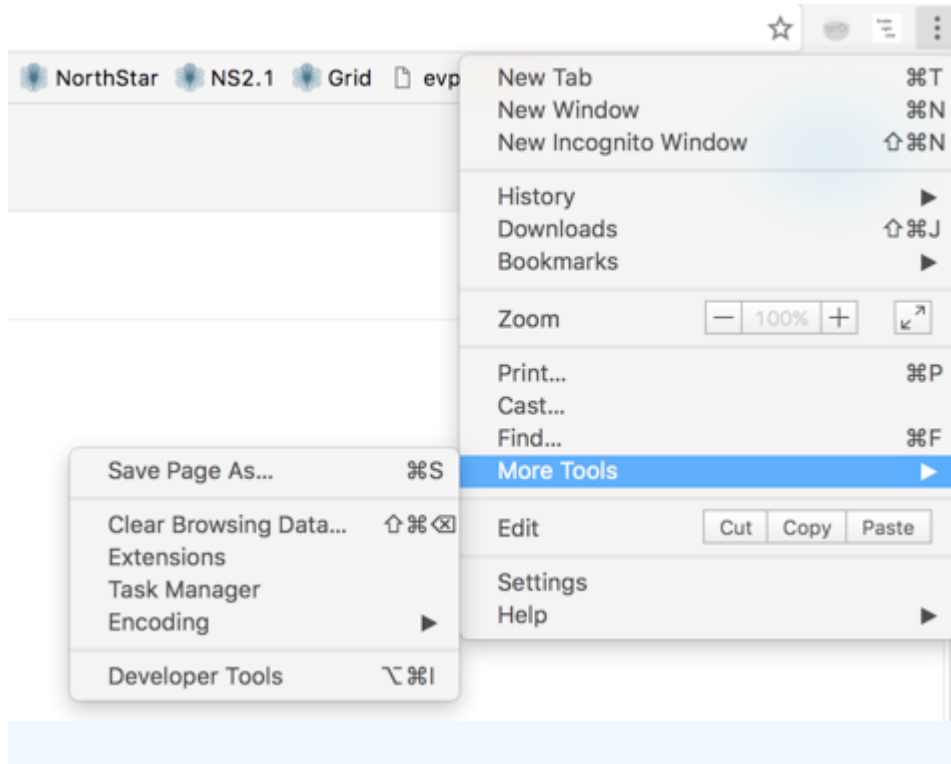 NorthStar NS2.1 Grid evp
New Tab ⌘T
New Window ⌘N
New Incognito Window ⇧⌘N
History ▶
Downloads ⇧⌘J
Bookmarks ▶
Zoom — 100% +
Print... ⌘P
Cast...
Find... ⌘F
More Tools ▶
Edit Cut Copy Paste
Settings
Help ▶
Save Page As... ⌘S
Clear Browsing Data... ⇧⌘⌫
Extensions
Task Manager
Encoding ▶
Developer Tools ⌥⌘I